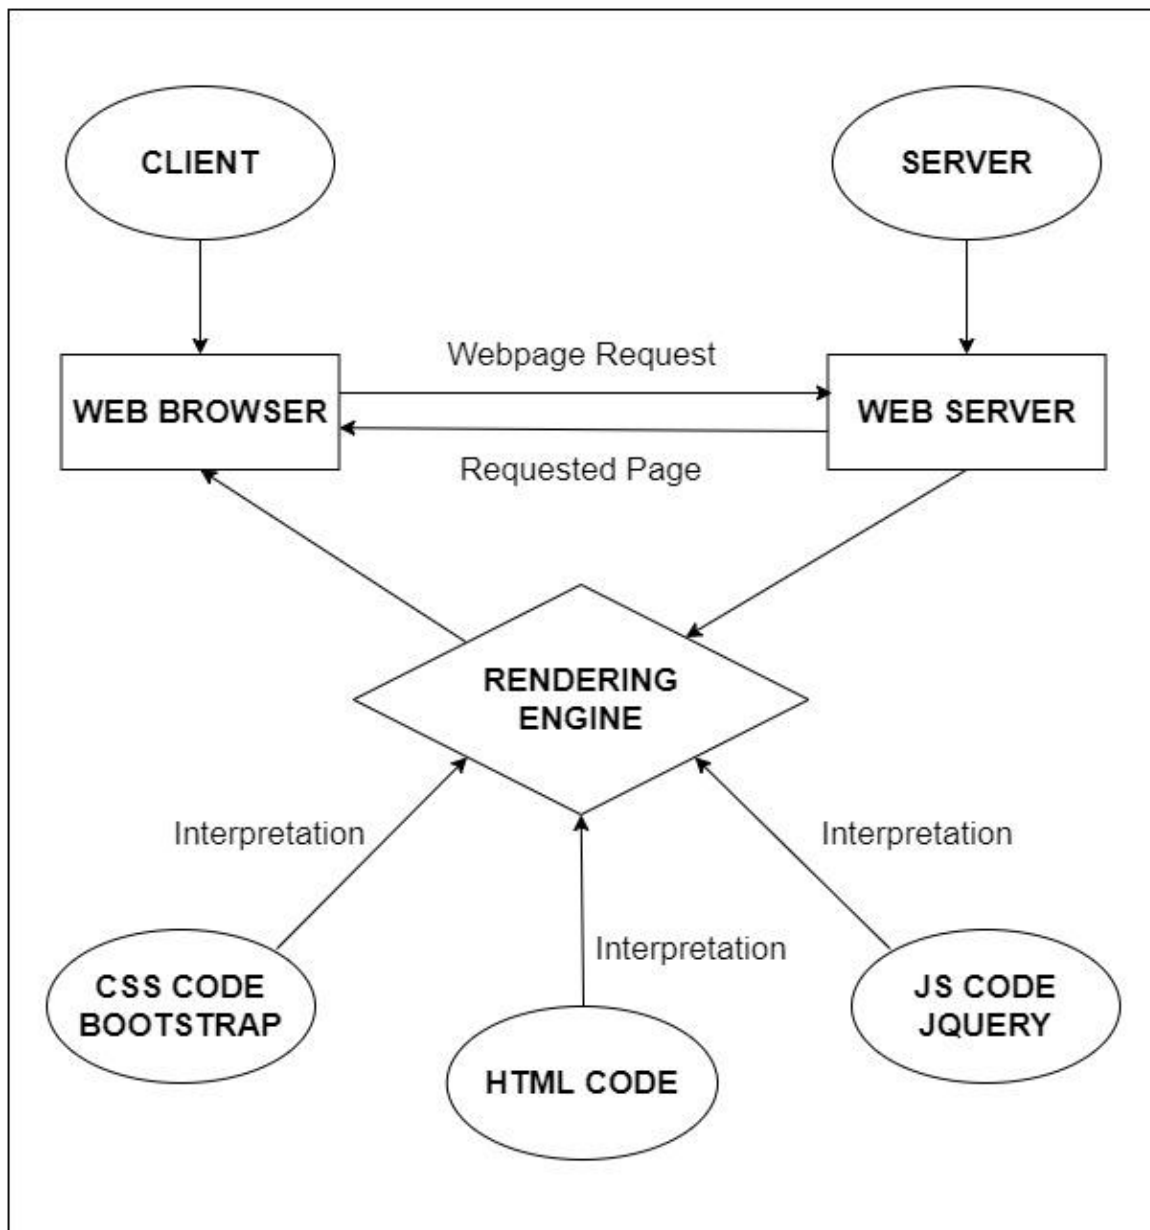 CLIENT
SERVER
Webpage Request
WEB BROWSER
WEB SERVER
Requested Page
RENDERING
ENGINE
Interpretation
Interpretation
Interpretation
CSS CODE
BOOTSTRAP
JS CODE
JQUERY
HTML CODE